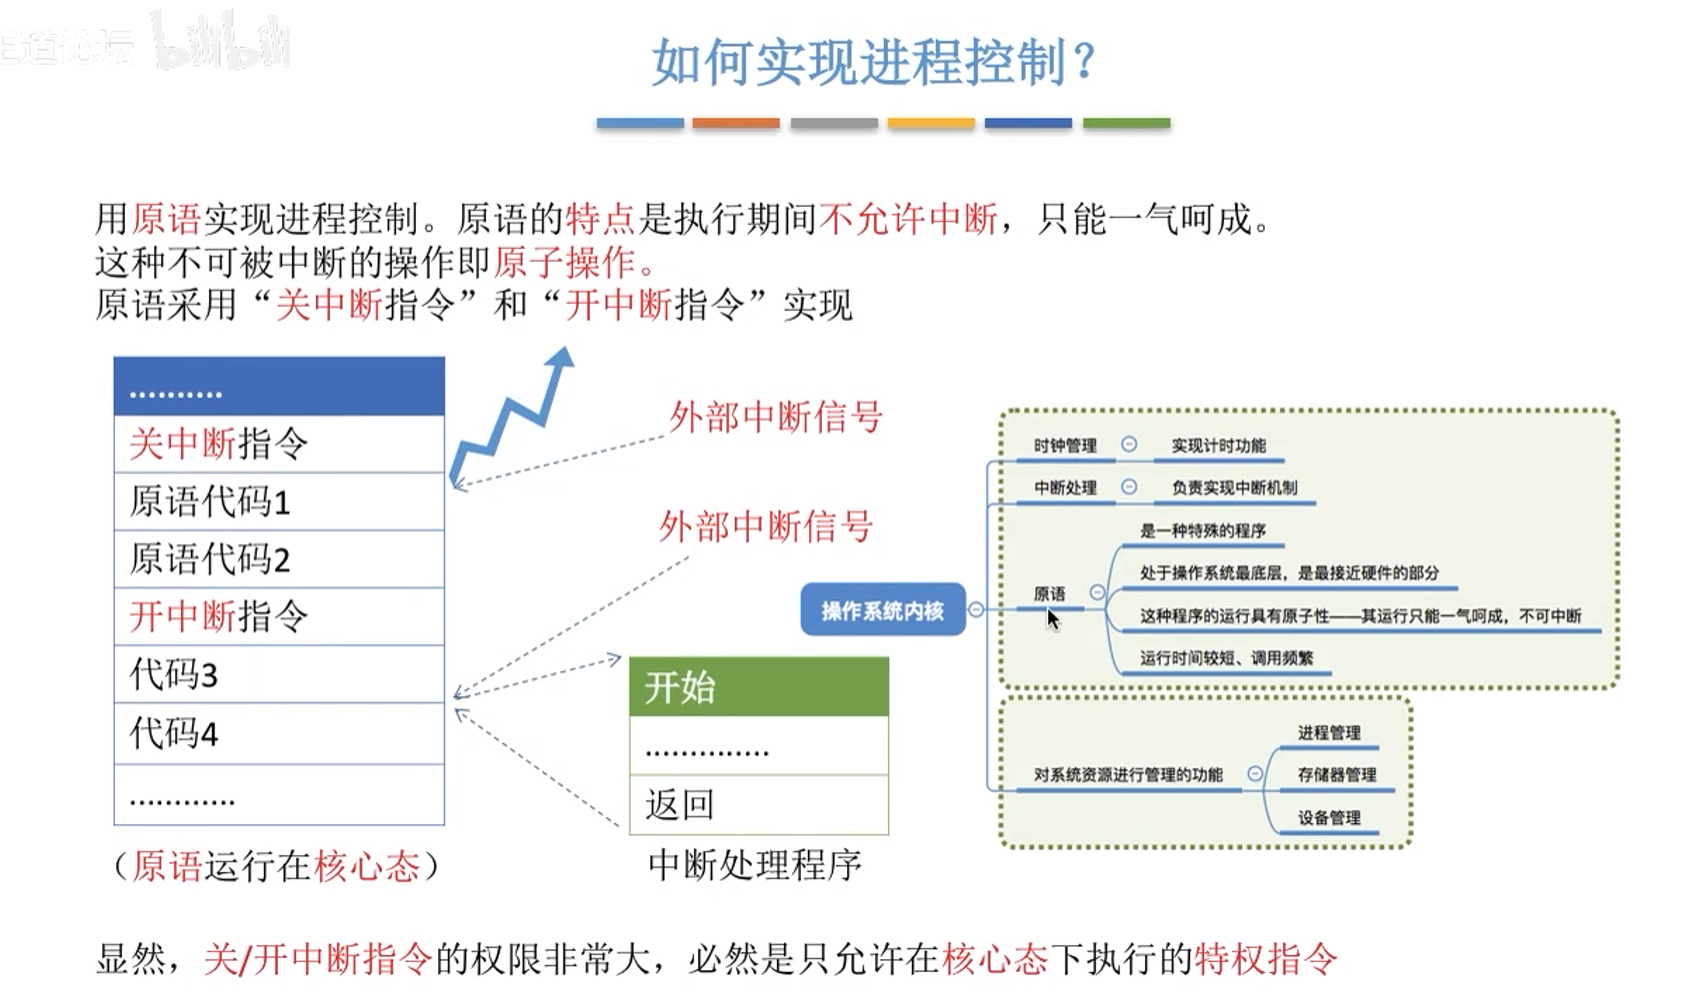 王道论坛 bilibili
如何实现进程控制？
用原语实现进程控制。原语的特点是执行期间不允许中断，只能一气呵成。
这种不可被中断的操作即原子操作。
原语采用“关中断指令”和“开中断指令”实现
..........
关中断指令
原语代码1
原语代码2
开中断指令
代码3
代码4
............
（原语运行在核心态）
外部中断信号
外部中断信号
开始
..............
返回
中断处理程序
操作系统内核
时钟管理
实现计时功能
中断处理
负责实现中断机制
原语
是一种特殊的程序
处于操作系统最底层，是最接近硬件的部分
这种程序的运行具有原子性——其运行只能一气呵成，不可中断
运行时间较短、调用频繁
对系统资源进行管理的功能
进程管理
存储器管理
设备管理
显然，关/开中断指令的权限非常大，必然是只允许在核心态下执行的特权指令